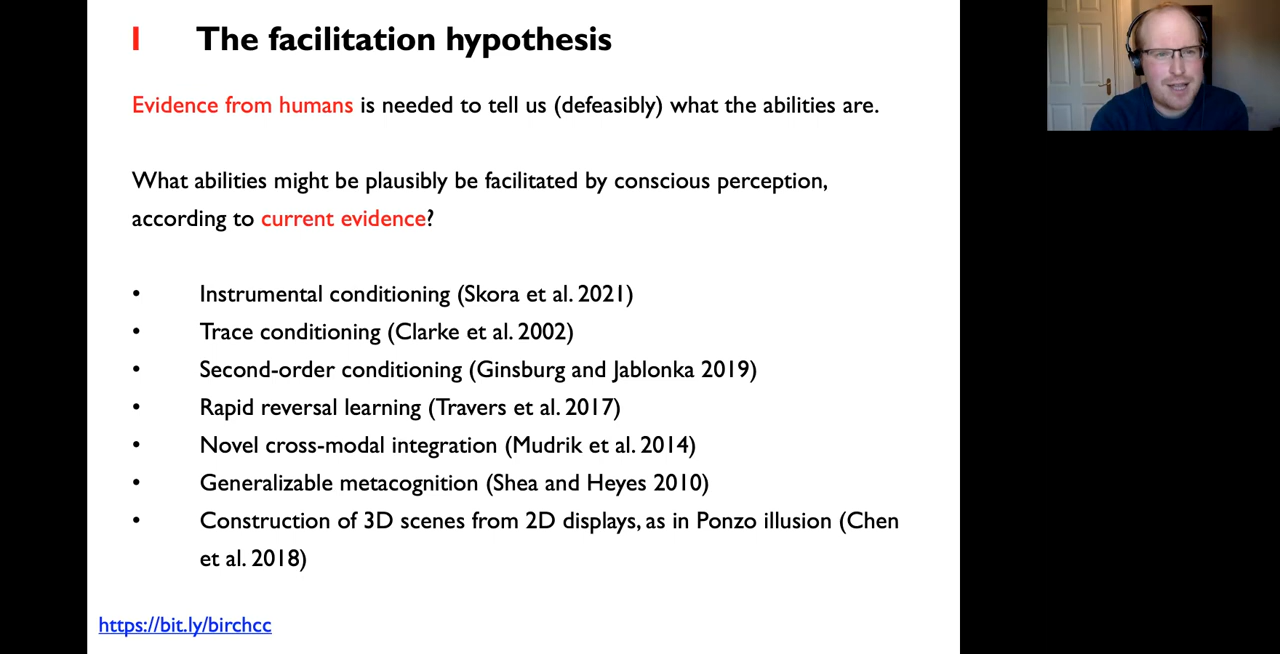 I The facilitation hypothesis
Evidence from humans is needed to tell us (defeasibly) what the abilities are.
What abilities might be plausibly be facilitated by conscious perception,
according to current evidence?
• Instrumental conditioning (Skora et al. 2021)
• Trace conditioning (Clarke et al. 2002)
• Second-order conditioning (Ginsburg and Jablonka 2019)
• Rapid reversal learning (Travers et al. 2017)
• Novel cross-modal integration (Mudrik et al. 2014)
• Generalizable metacognition (Shea and Heyes 2010)
• Construction of 3D scenes from 2D displays, as in Ponzo illusion (Chen
et al. 2018)
https://bit.ly/birchcc